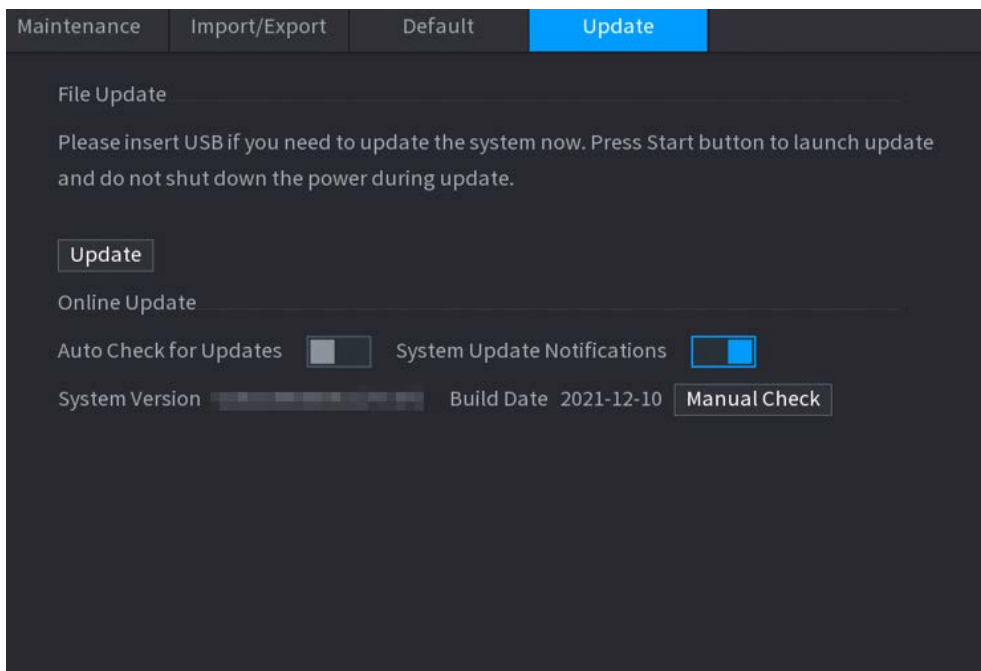 Maintenance Import/Export Default Update
File Update
Please insert USB if you need to update the system now. Press Start button to launch update
and do not shut down the power during update.
Update
Online Update
Auto Check for Updates System Update Notifications
System Version Build Date 2021-12-10 Manual Check